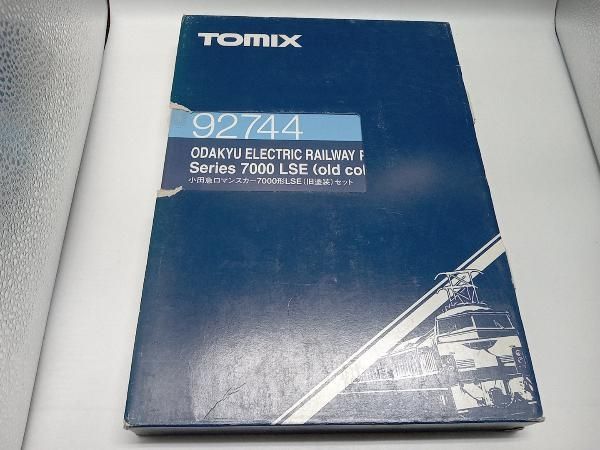 TOMIX
92744
ODAKYU ELECTRIC RAILWAY R
Series 7000 LSE (old col
小田急ロマンスカー7000形LSE(旧塗装)セット